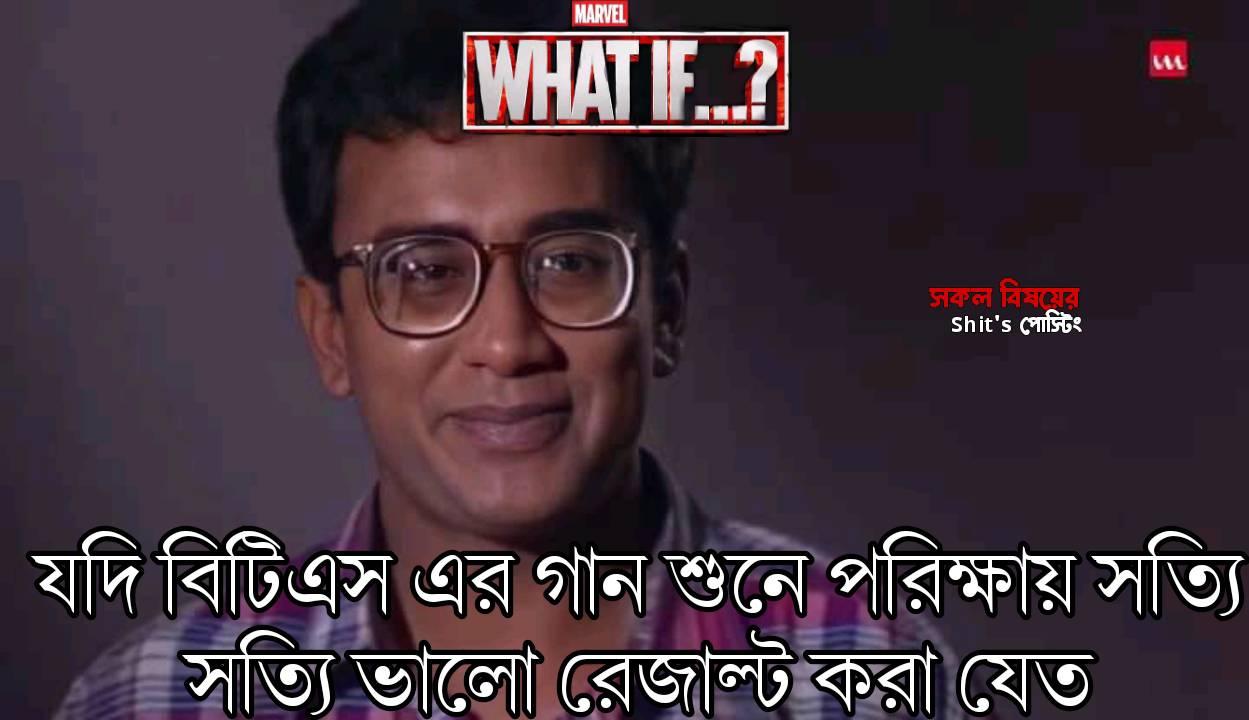 MARVEL
WHAT IF...?
সকল বিষয়ের
Shit's পোস্টিং
যদি বিটিএস এর গান শুনে পরিক্ষায় সত্যি
সত্যি ভালো রেজাল্ট করা যেত